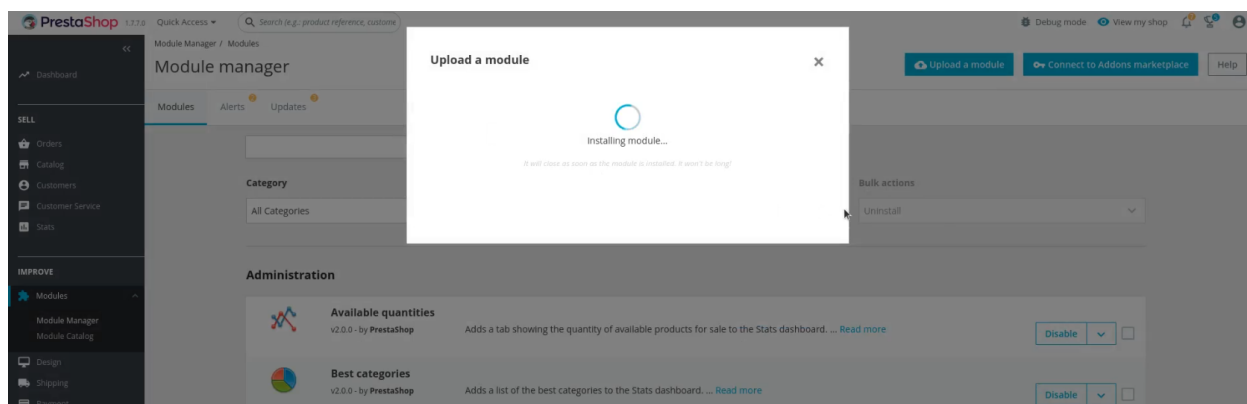 PrestaShop 1.7.7.0 Quick Access Search (e.g.: product reference, custome Debug mode View my shop
Module Manager / Modules
Module manager
Upload a module Connect to Addons marketplace Help
Modules Alerts Updates
Upload a module
Installing module...
It will close as soon as the module is installed. It won't be long!
Dashboard
SELL
Orders
Catalog
Customers
Customer Service
Stats
IMPROVE
Modules
Module Manager
Module Catalog
Design
Shipping
Payment
Category
All Categories
Bulk actions
Uninstall
Administration
Available quantities
v2.0.0 - by PrestaShop Adds a tab showing the quantity of available products for sale to the Stats dashboard. ... Read more
Disable
Best categories
v2.0.0 - by PrestaShop Adds a list of the best categories to the Stats dashboard. ... Read more
Disable